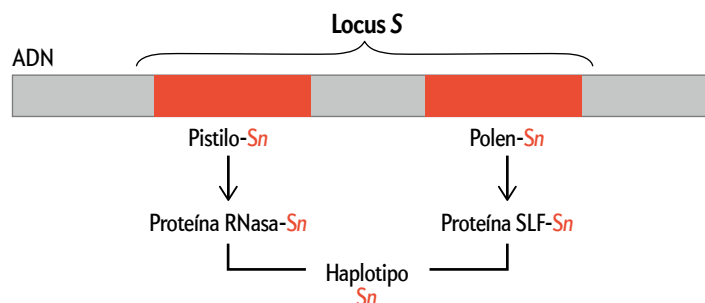 Locus S
ADN
Pistilo-Sn
Polen-Sn
Proteína RNasa-Sn
Proteína SLF-Sn
Haplotipo
Sn